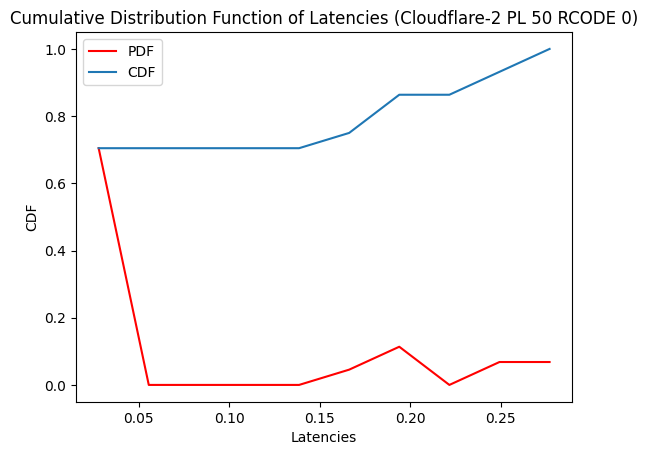 Cumulative Distribution Function of Latencies (Cloudflare-2 PL 50 RCODE 0)
PDF
CDF
1.0
0.8
0.6
0.4
0.2
0.0
CDF
0.05
0.10
0.15
0.20
0.25
Latencies